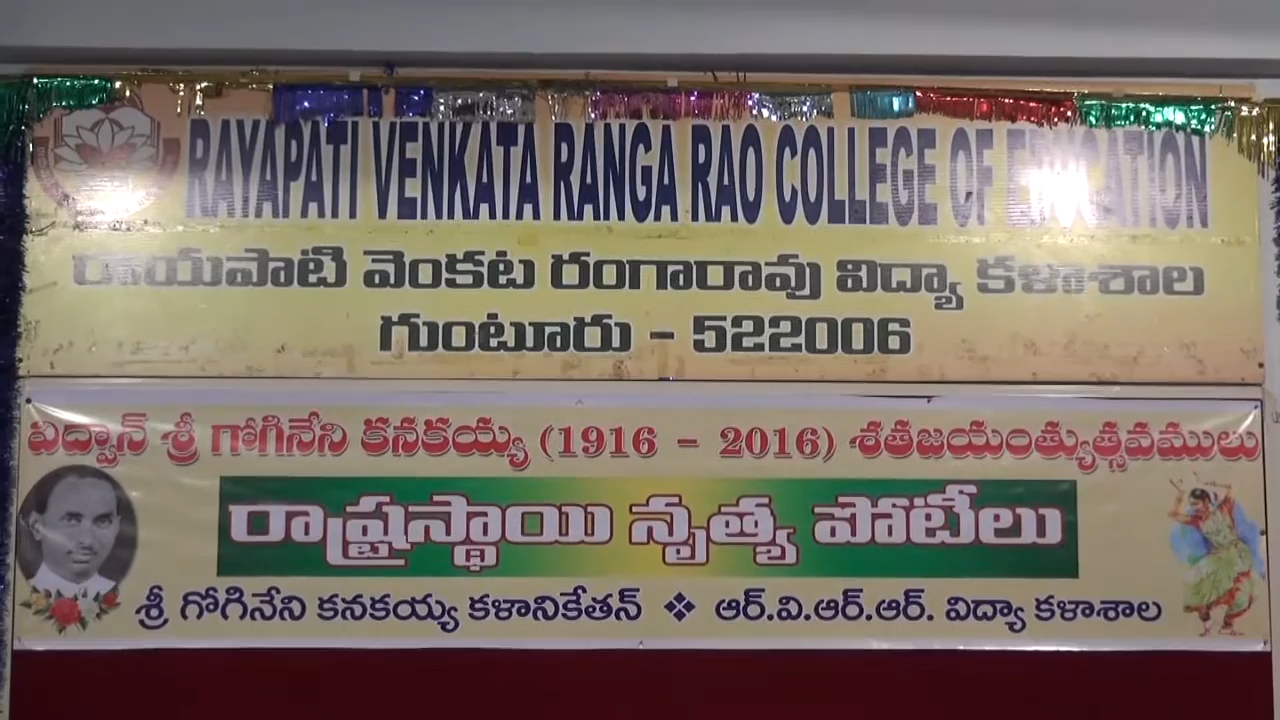 RAYAPATI VENKATA RANGA RAO COLLEGE OF EDUCATION
రాయపాటి వెంకట రంగారావు విద్యా కళాశాల
గుంటూరు - 522006
విద్వాన్ శ్రీ గోగినేని కనకయ్య (1916 - 2016) శతజయంత్యుత్సవములు
రాష్ట్రస్థాయి నృత్య పోటీలు
శ్రీ గోగినేని కనకయ్య కళానికేతన్ ❖ ఆర్.వి.ఆర్.ఆర్. విద్యా కళాశాల